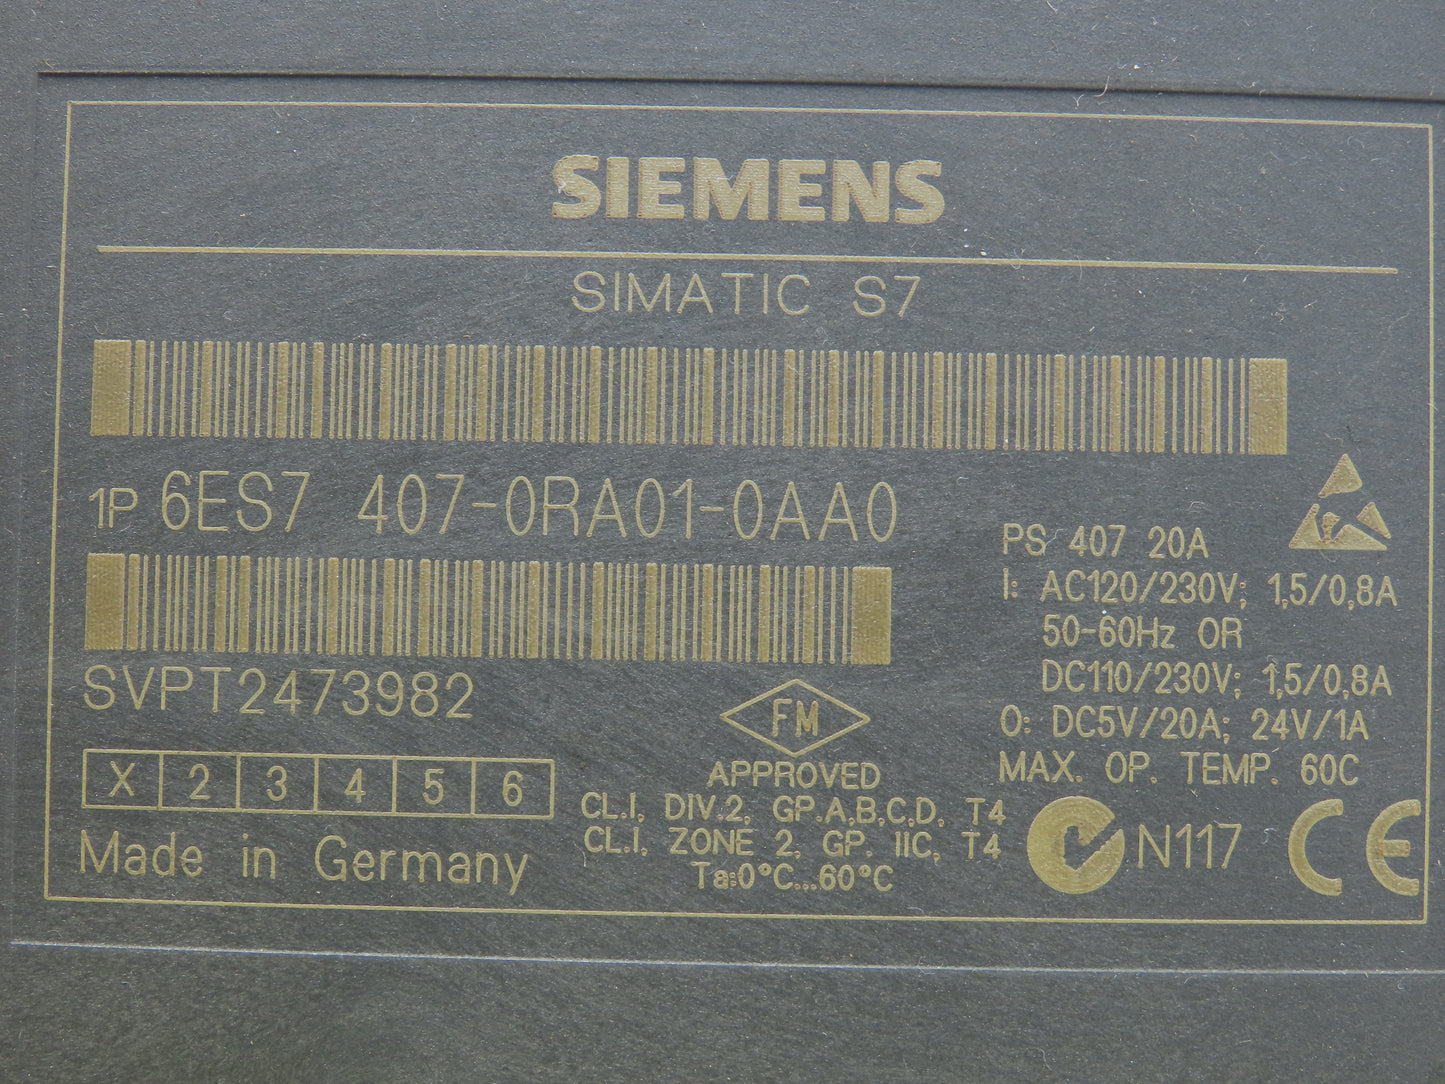 SIEMENS
SIMATIC S7
1P 6ES7 407-0RA01-0AA0
SVPT2473982
X 2 3 4 5 6
Made in Germany
FM
APPROVED
CL.I, DIV.2, GP.A,B,C,D, T4
CL.I, ZONE 2, GP. IIC, T4
Ta:0°C...60°C
PS 407 20A
I: AC120/230V; 1,5/0,8A
50-60Hz OR
DC110/230V; 1,5/0,8A
O: DC5V/20A; 24V/1A
MAX. OP. TEMP. 60C
N117 CE